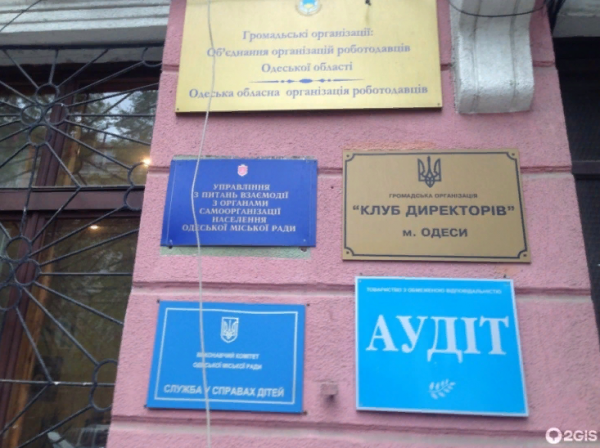 Громадські організації:
Об'єднання організацій роботодавців
Одеської області
Одеська обласна організація роботодавців
УПРАВЛІННЯ
З ПИТАНЬ ВЗАЄМОДІЇ
З ОРГАНАМИ
САМООРГАНІЗАЦІЇ
НАСЕЛЕННЯ
ОДЕСЬКОЇ МІСЬКОЇ РАДИ
ГРОМАДСЬКА ОРГАНІЗАЦІЯ
"КЛУБ ДИРЕКТОРІВ"
м. ОДЕСИ
ВИКОНАВЧИЙ КОМІТЕТ
ОДЕСЬКОЇ МІСЬКОЇ РАДИ
СЛУЖБА У СПРАВАХ ДІТЕЙ
ТОВАРИСТВО З ОБМЕЖЕНОЮ ВІДПОВІДАЛЬНІСТЮ
АУДІТ
2GIS